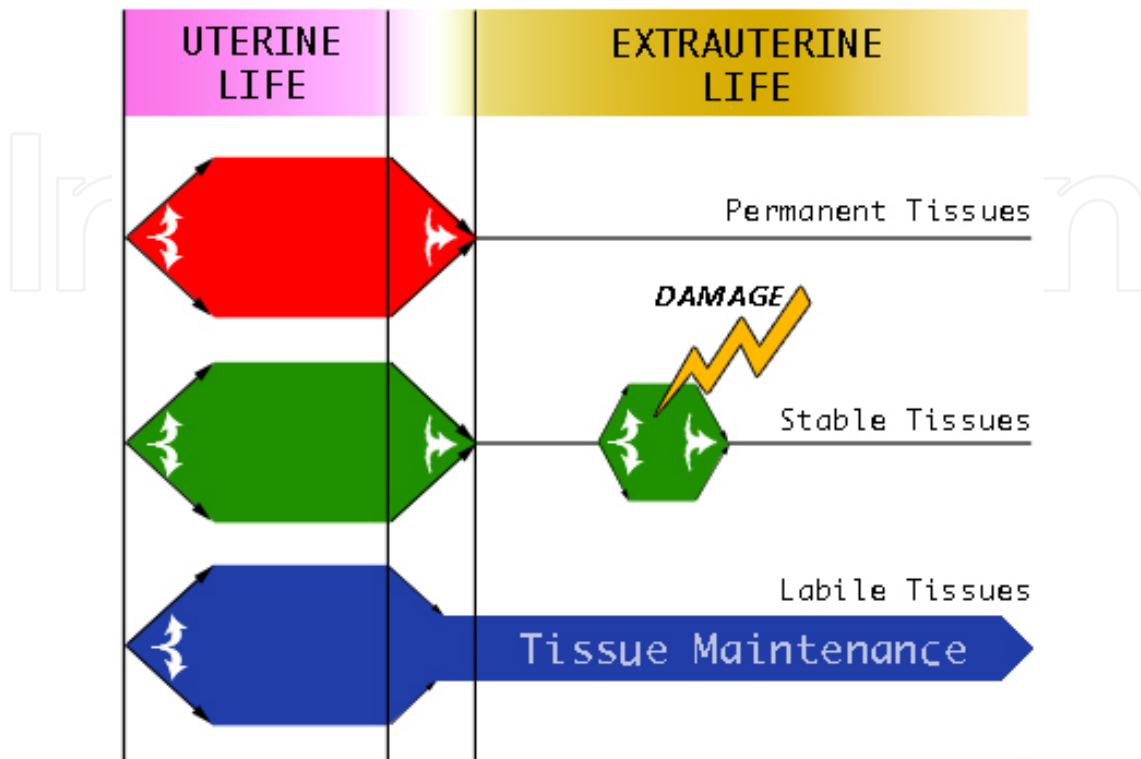 UTERINE
LIFE
EXTRAUTERINE
LIFE
Permanent Tissues
DAMAGE
Stable Tissues
Labile Tissues
Tissue Maintenance